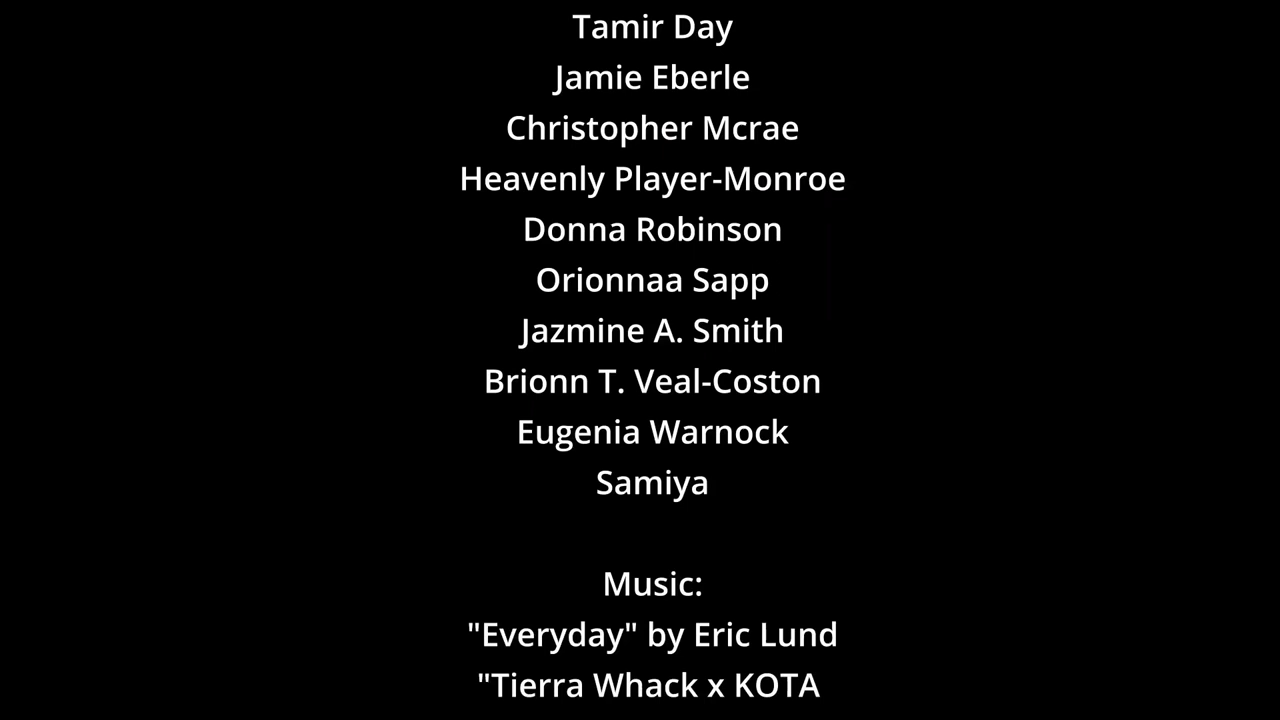 Tamir Day
Jamie Eberle
Christopher Mcrae
Heavenly Player-Monroe
Donna Robinson
Orionnaa Sapp
Jazmine A. Smith
Brionn T. Veal-Coston
Eugenia Warnock
Samiya
Music:
"Everyday" by Eric Lund
"Tierra Whack x KOTA